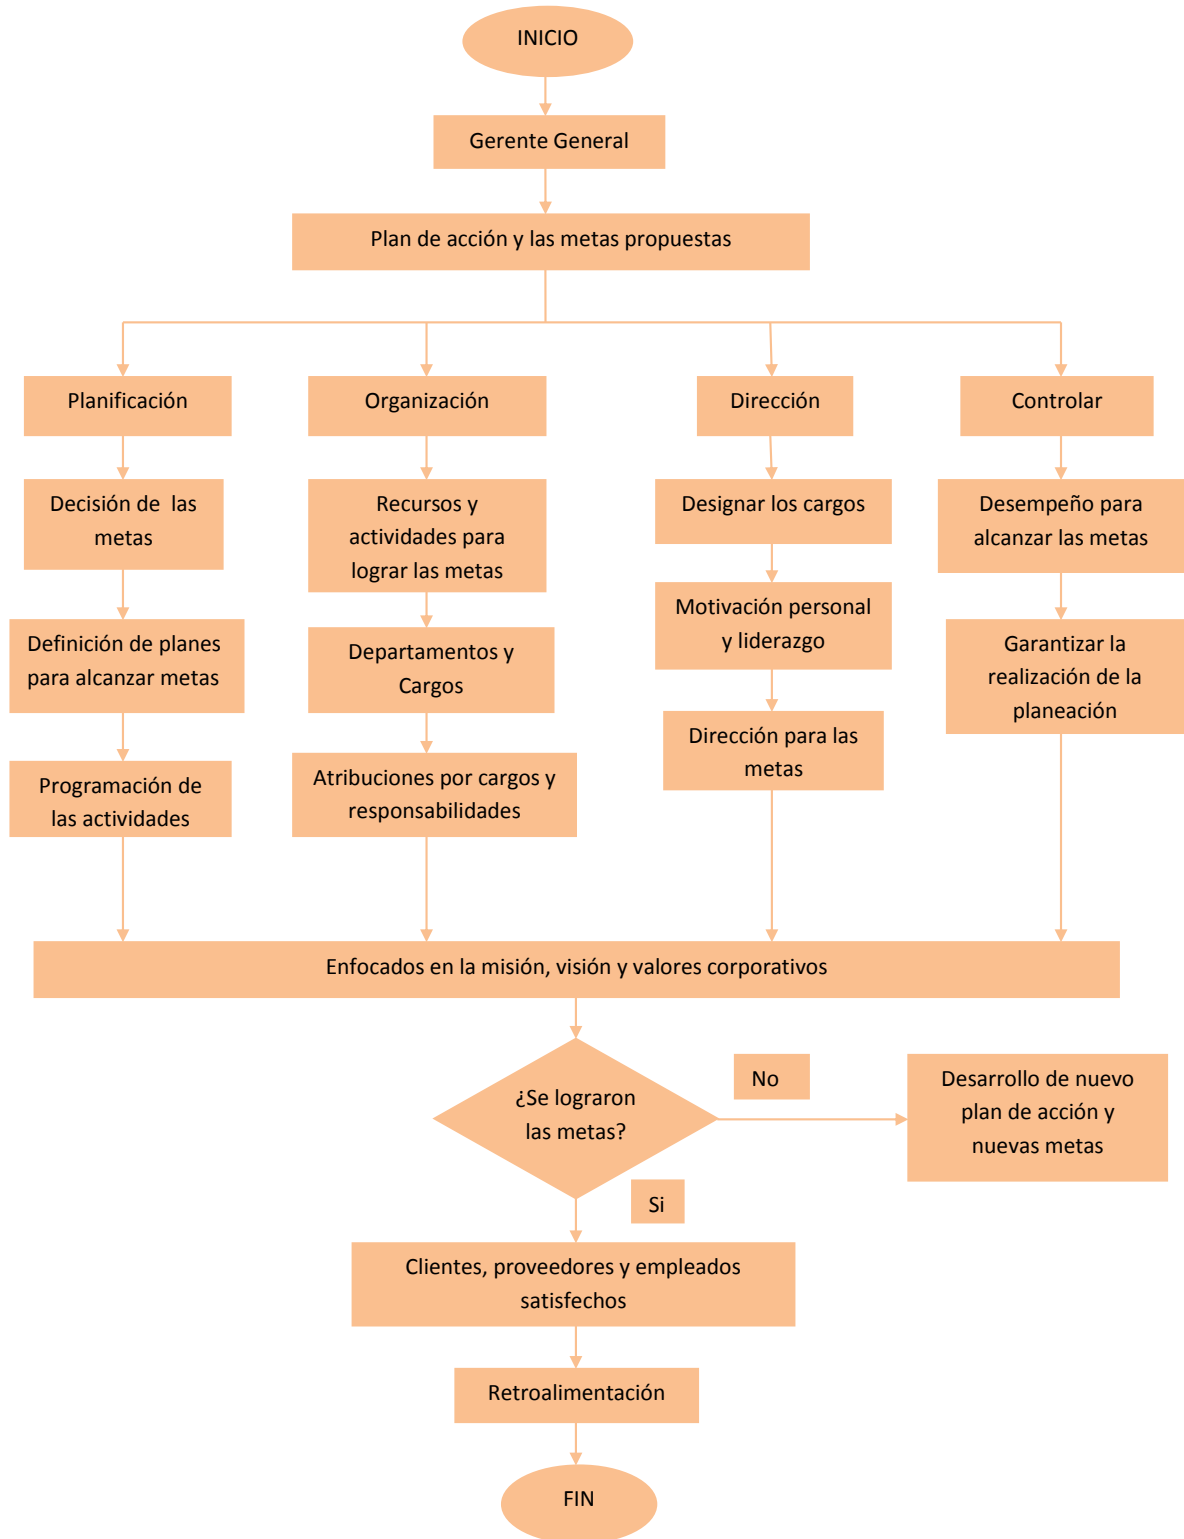 INICIO
Gerente General
Plan de acción y las metas propuestas
Planificación
Organización
Dirección
Controlar
Decisión de  las
metas
Recursos y
actividades para
lograr las metas
Designar los cargos
Desempeño para
alcanzar las metas
Definición de planes
para alcanzar metas
Departamentos y
Cargos
Motivación personal
y liderazgo
Garantizar la
realización de la
planeación
Programación de
las actividades
Atribuciones por cargos y
responsabilidades
Dirección para las
metas
Enfocados en la misión, visión y valores corporativos
¿Se lograron
las metas?
No
Desarrollo de nuevo
plan de acción y
nuevas metas
Si
Clientes, proveedores y empleados
satisfechos
Retroalimentación
FIN